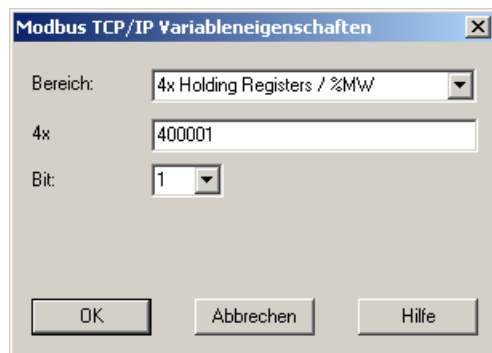 Modbus TCP/IP Variableneigenschaften
Bereich: 4x Holding Registers / %MW
4x 400001
Bit: 1
OK Abbrechen Hilfe